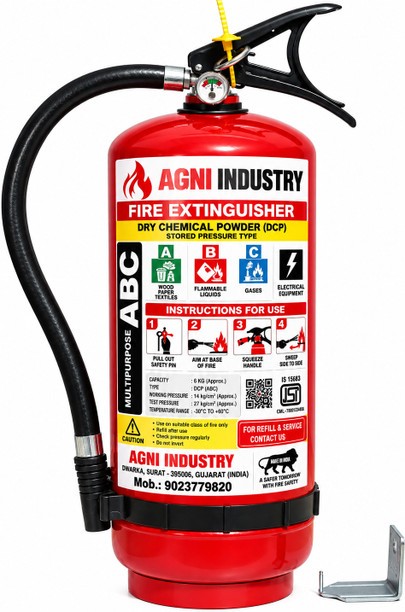 AGNI INDUSTRY
FIRE EXTINGUISHER
DRY CHEMICAL POWDER (DCP)
STORED PRESSURE TYPE
MULTIPURPOSE ABC
A
B
C
WOOD
PAPER
TEXTILES
FLAMMABLE
LIQUIDS
GASES
ELECTRICAL
EQUIPMENT
INSTRUCTIONS FOR USE
1
2
3
4
PULL OUT
SAFETY PIN
AIM AT BASE
OF FIRE
SQUEEZE
HANDLE
SWEEP
SIDE TO SIDE
CAPACITY : 6 KG (Approx.)
TYPE : DCP (ABC)
WORKING PRESSURE : 14 kg/cm² (Approx.)
TEST PRESSURE : 27 kg/cm² (Approx.)
TEMPERATURE RANGE : -30°C TO +60°C
IS 15683
ISI
CAUTION
• Use on suitable class of fire only
• Refill after use
• Check pressure regularly
• Do not invert
FOR REFILL & SERVICE
CONTACT US
AGNI INDUSTRY
DWARKA, SURAT - 395006, GUJARAT (INDIA)
Mob.: 9023779820
MAKE IN INDIA
A SAFER TOMORROW
WITH FIRE SAFETY